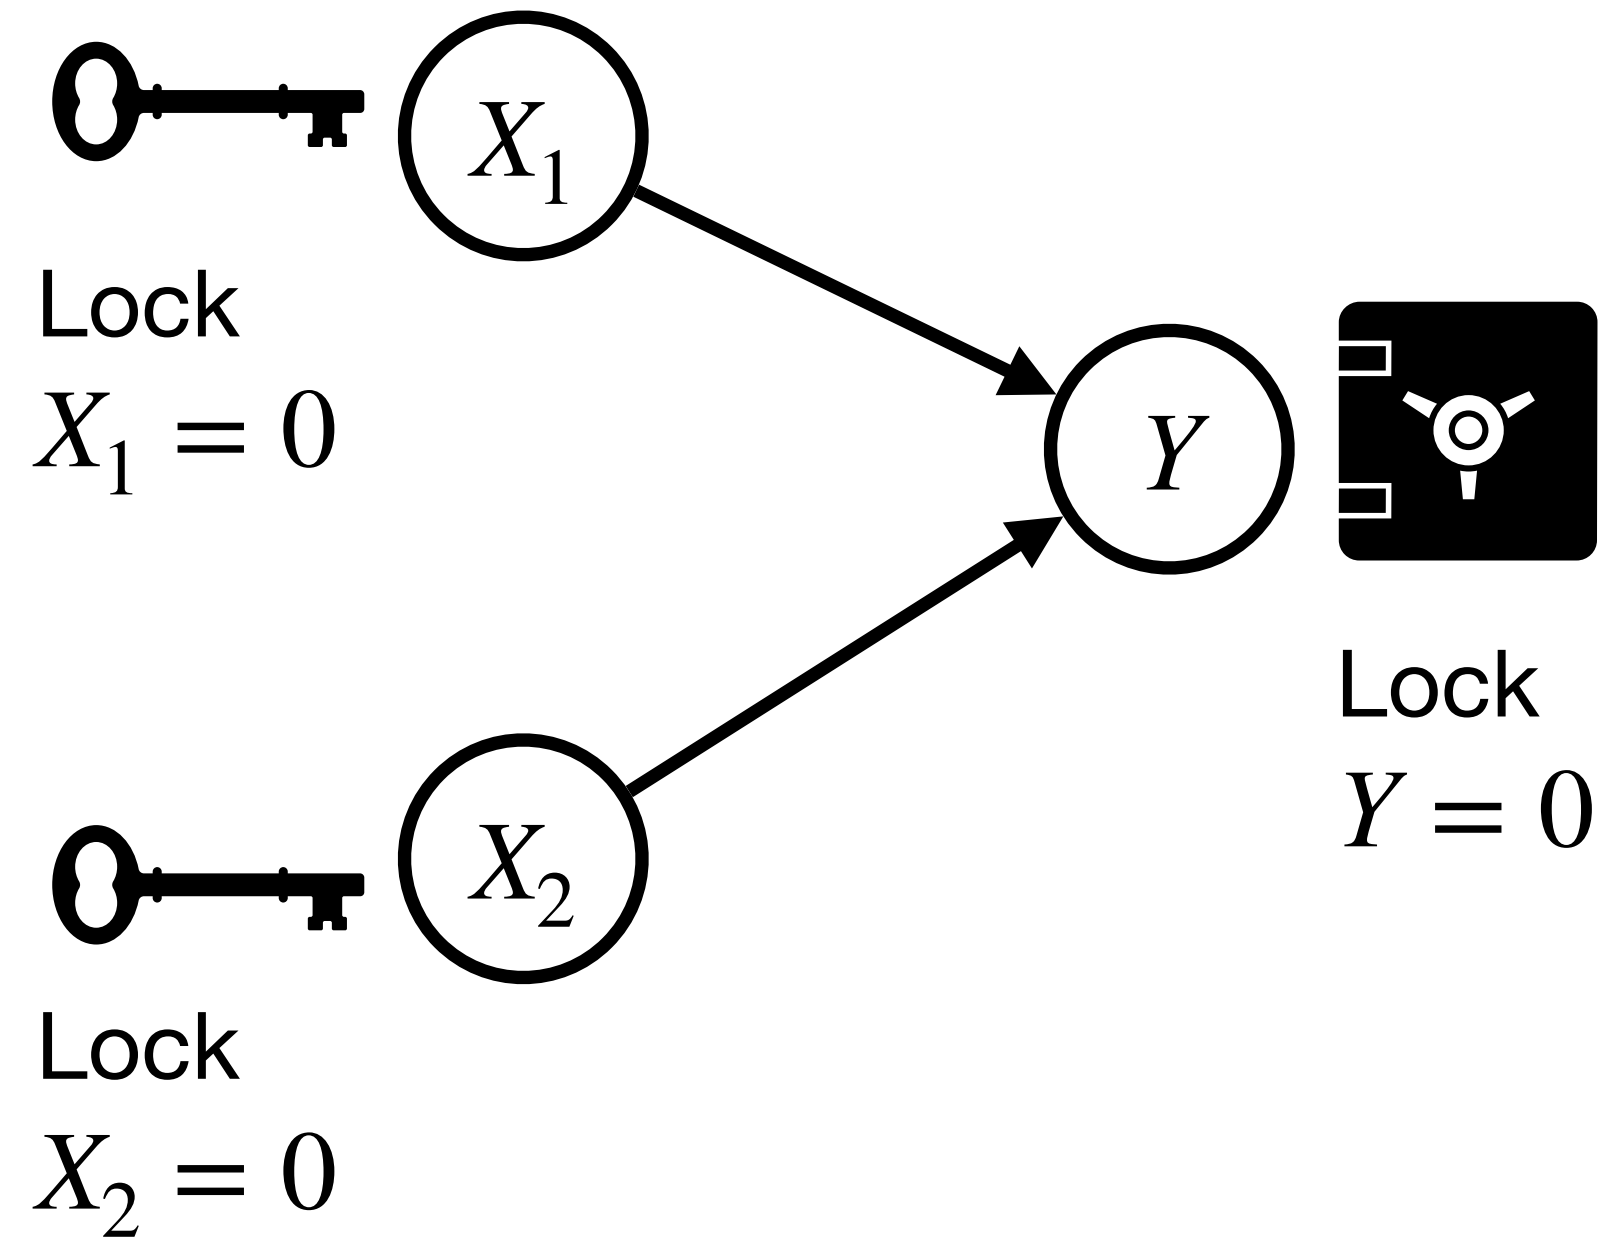 X₁
Lock
X₁ = 0
Y
Lock
Y = 0
X₂
Lock
X₂ = 0